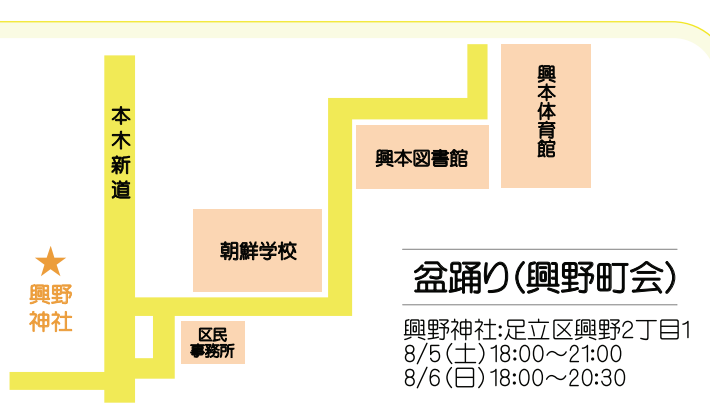 本木新道
興本体育館
興本図書館
朝鮮学校
★
興野
神社
区民
事務所
盆踊り(興野町会)
興野神社:足立区興野2丁目1
8/5(土)18:00〜21:00
8/6(日)18:00〜20:30